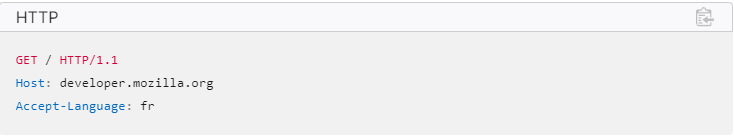 HTTP
GET / HTTP/1.1
Host: developer.mozilla.org
Accept-Language: fr